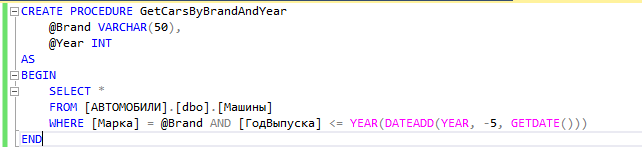 CREATE PROCEDURE GetCarsByBrandAndYear
@Brand VARCHAR(50),
@Year INT
AS
BEGIN
SELECT *
FROM [АВТОМОБИЛИ].[dbo].[Машины]
WHERE [Марка] = @Brand AND [ГодВыпуска] <= YEAR(DATEADD(YEAR, -5, GETDATE()))
END